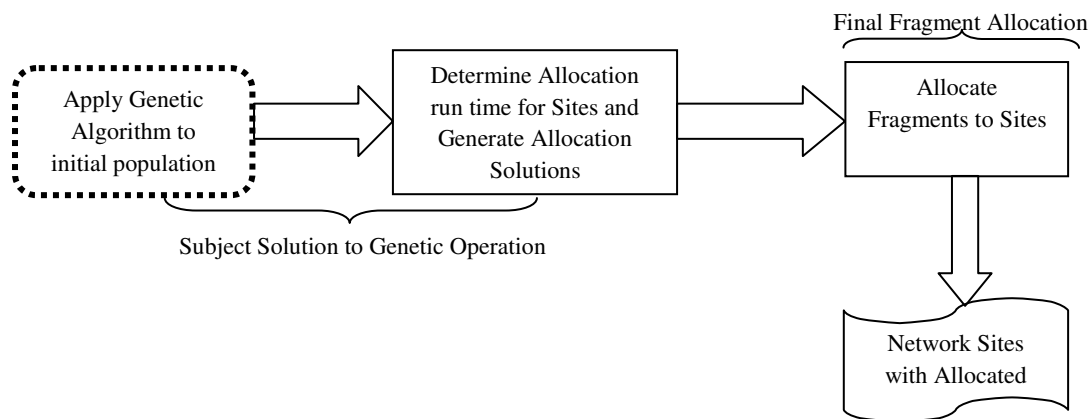 Final Fragment Allocation
Apply Genetic
Algorithm to
initial population
Determine Allocation
run time for Sites and
Generate Allocation
Solutions
Allocate
Fragments to Sites
Subject Solution to Genetic Operation
Network Sites
with Allocated